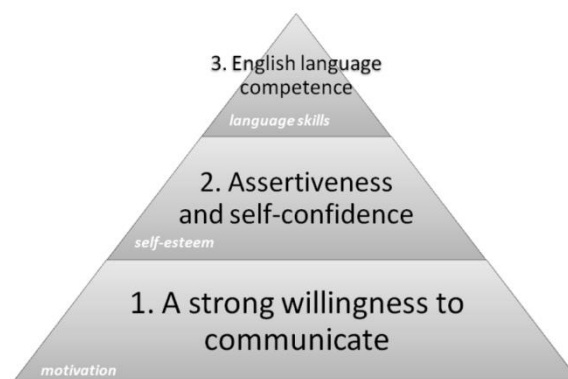 3. English language
competence
language skills
2. Assertiveness
and self-confidence
self-esteem
1. A strong willingness to
communicate
motivation